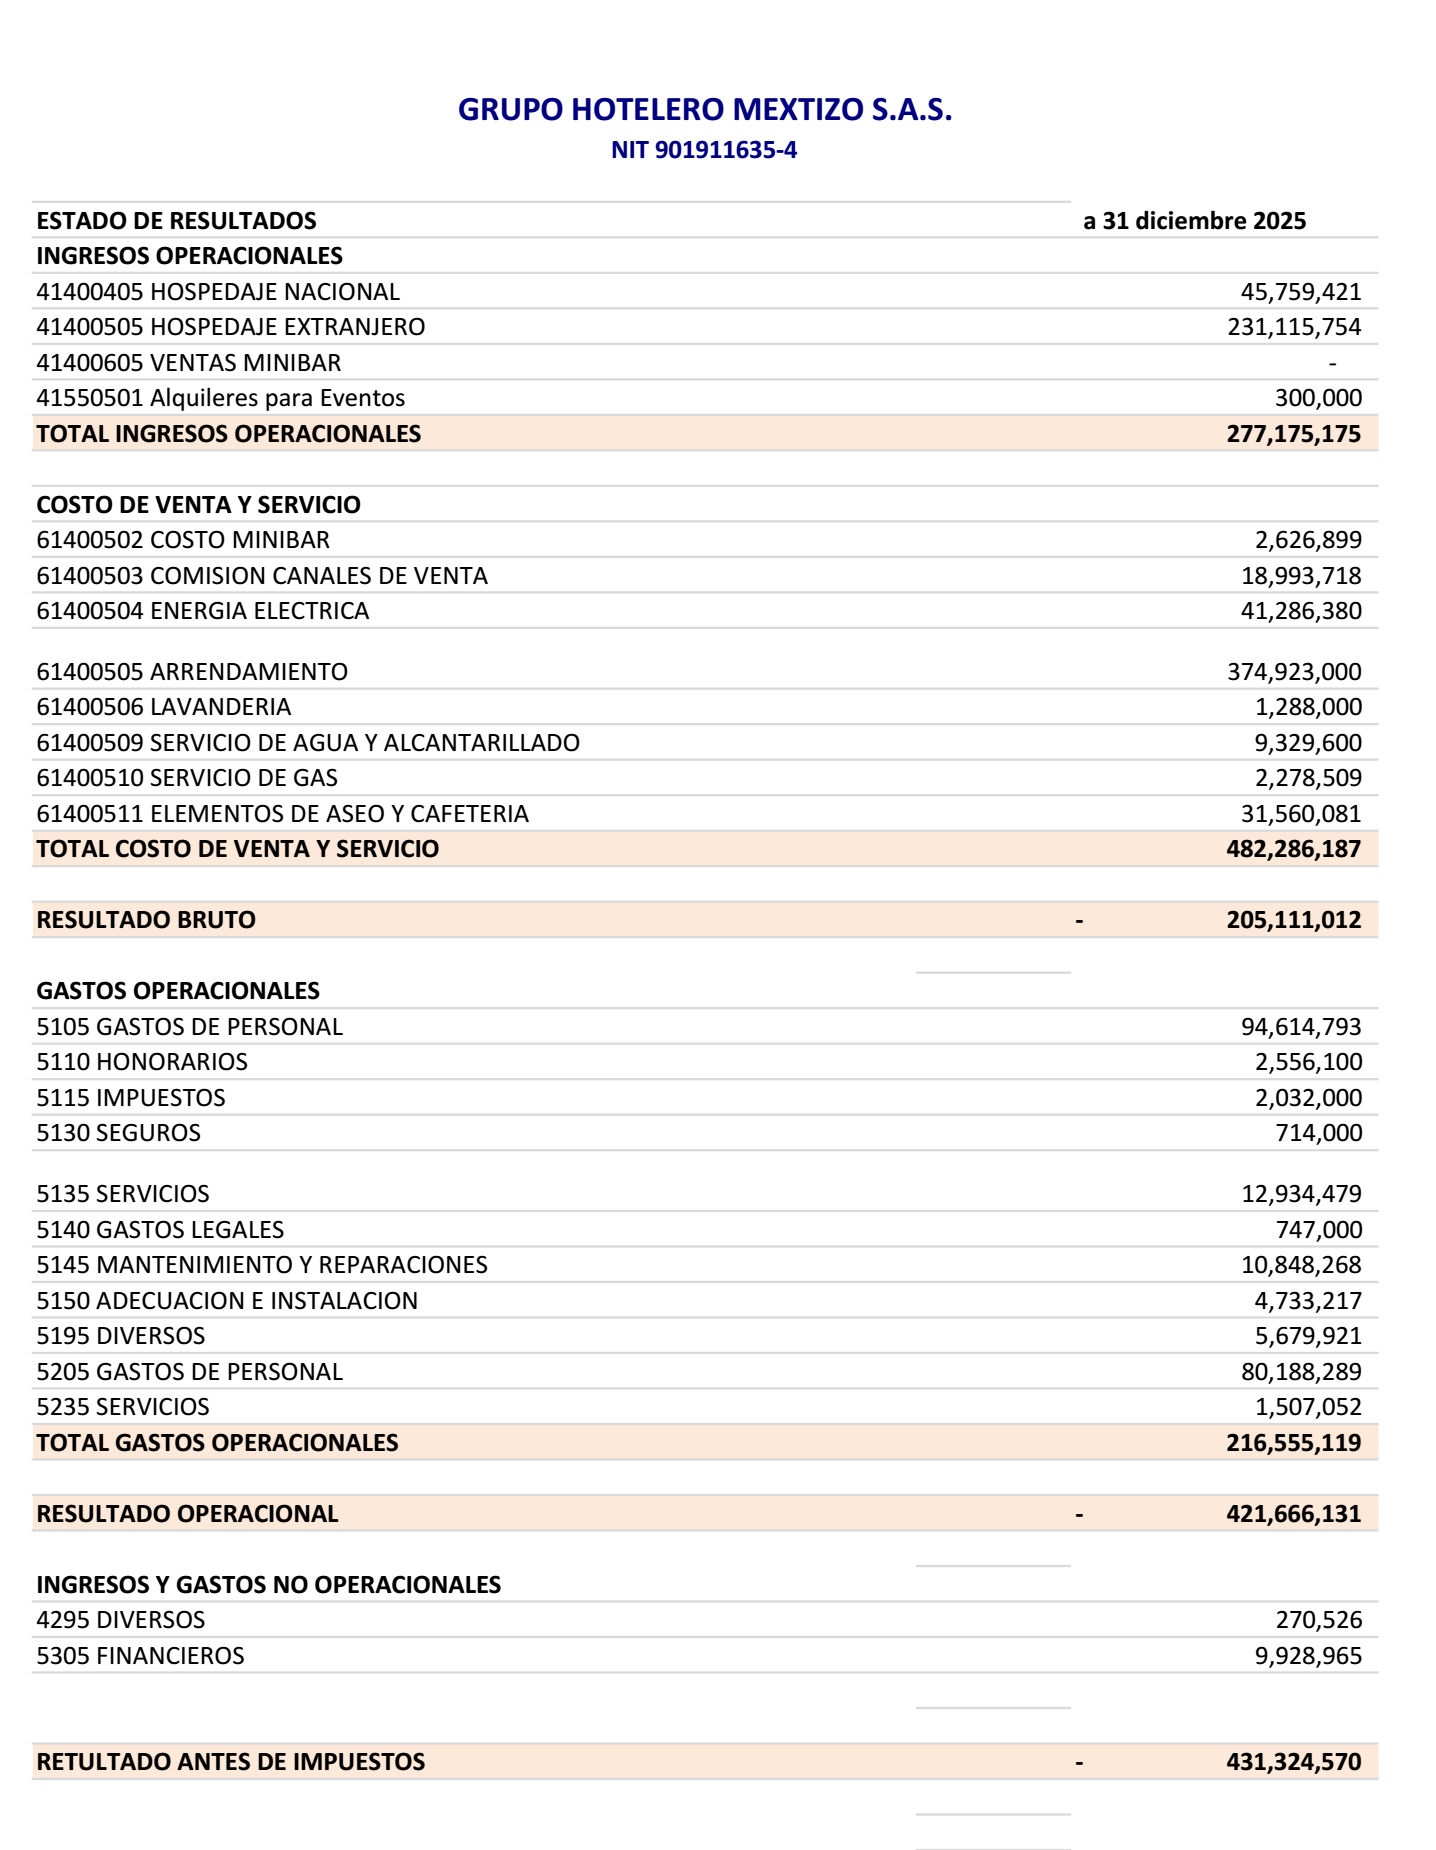 GRUPO HOTELERO MEXTIZO S.A.S.
NIT 901911635-4
ESTADO DE RESULTADOS a 31 diciembre 2025
INGRESOS OPERACIONALES
41400405 HOSPEDAJE NACIONAL 45,759,421
41400505 HOSPEDAJE EXTRANJERO 231,115,754
41400605 VENTAS MINIBAR -
41550501 Alquileres para Eventos 300,000
TOTAL INGRESOS OPERACIONALES 277,175,175
COSTO DE VENTA Y SERVICIO
61400502 COSTO MINIBAR 2,626,899
61400503 COMISION CANALES DE VENTA 18,993,718
61400504 ENERGIA ELECTRICA 41,286,380
61400505 ARRENDAMIENTO 374,923,000
61400506 LAVANDERIA 1,288,000
61400509 SERVICIO DE AGUA Y ALCANTARILLADO 9,329,600
61400510 SERVICIO DE GAS 2,278,509
61400511 ELEMENTOS DE ASEO Y CAFETERIA 31,560,081
TOTAL COSTO DE VENTA Y SERVICIO 482,286,187
RESULTADO BRUTO - 205,111,012
GASTOS OPERACIONALES
5105 GASTOS DE PERSONAL 94,614,793
5110 HONORARIOS 2,556,100
5115 IMPUESTOS 2,032,000
5130 SEGUROS 714,000
5135 SERVICIOS 12,934,479
5140 GASTOS LEGALES 747,000
5145 MANTENIMIENTO Y REPARACIONES 10,848,268
5150 ADECUACION E INSTALACION 4,733,217
5195 DIVERSOS 5,679,921
5205 GASTOS DE PERSONAL 80,188,289
5235 SERVICIOS 1,507,052
TOTAL GASTOS OPERACIONALES 216,555,119
RESULTADO OPERACIONAL - 421,666,131
INGRESOS Y GASTOS NO OPERACIONALES
4295 DIVERSOS 270,526
5305 FINANCIEROS 9,928,965
RETULTADO ANTES DE IMPUESTOS - 431,324,570